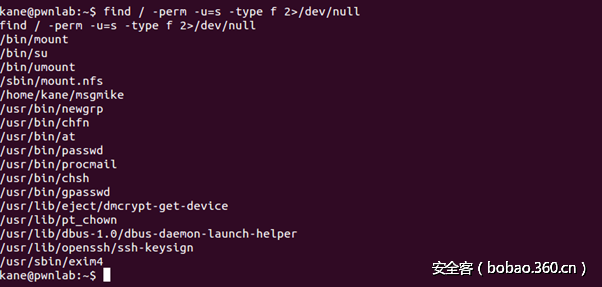 kane@pwnlab:~$ find / -perm -u=s -type f 2>/dev/null
find / -perm -u=s -type f 2>/dev/null
/bin/mount
/bin/su
/bin/umount
/sbin/mount.nfs
/home/kane/msgmike
/usr/bin/newgrp
/usr/bin/chfn
/usr/bin/at
/usr/bin/passwd
/usr/bin/procmail
/usr/bin/chsh
/usr/bin/gpasswd
/usr/lib/eject/dmcrypt-get-device
/usr/lib/pt_chown
/usr/lib/dbus-1.0/dbus-daemon-launch-helper
/usr/lib/openssh/ssh-keysign
/usr/sbin/exim4
kane@pwnlab:~$
安全客（bobao.360.cn）